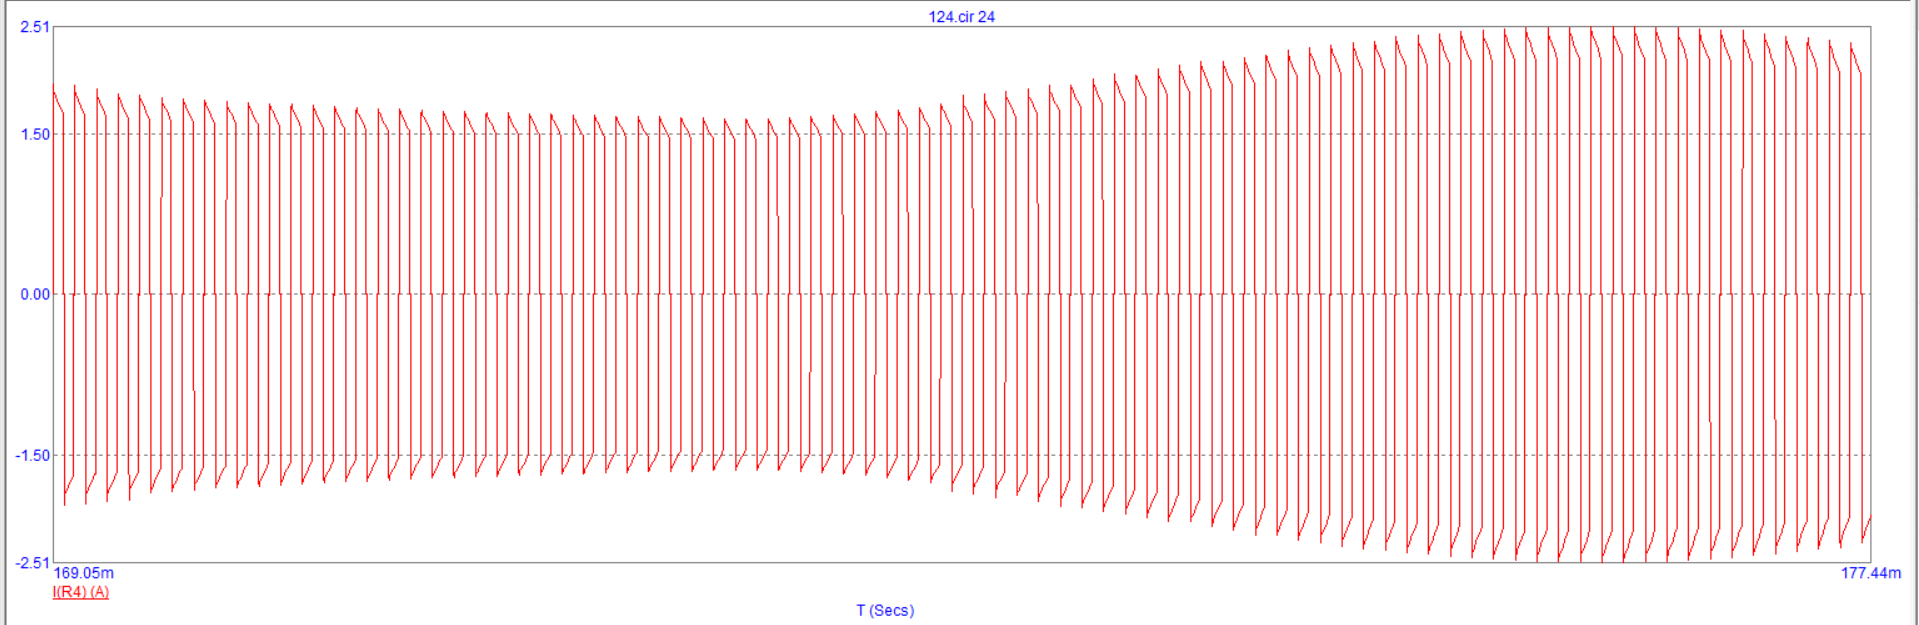 124.cir 24
2.51
1.50
0.00
-1.50
-2.51
169.05m
177.44m
I(R4) (A)
T (Secs)